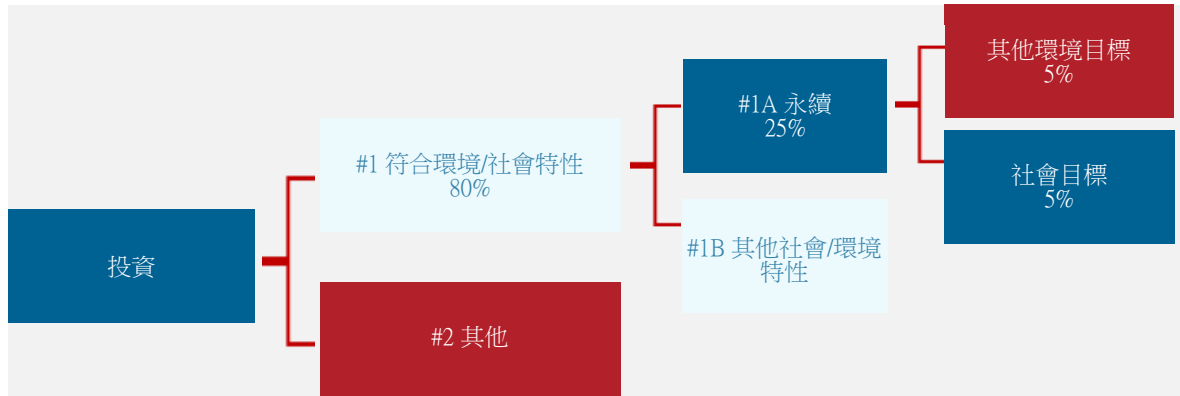 投資
#1 符合環境/社會特性
80%
#2 其他
#1A 永續
25%
#1B 其他社會/環境
特性
其他環境目標
5%
社會目標
5%